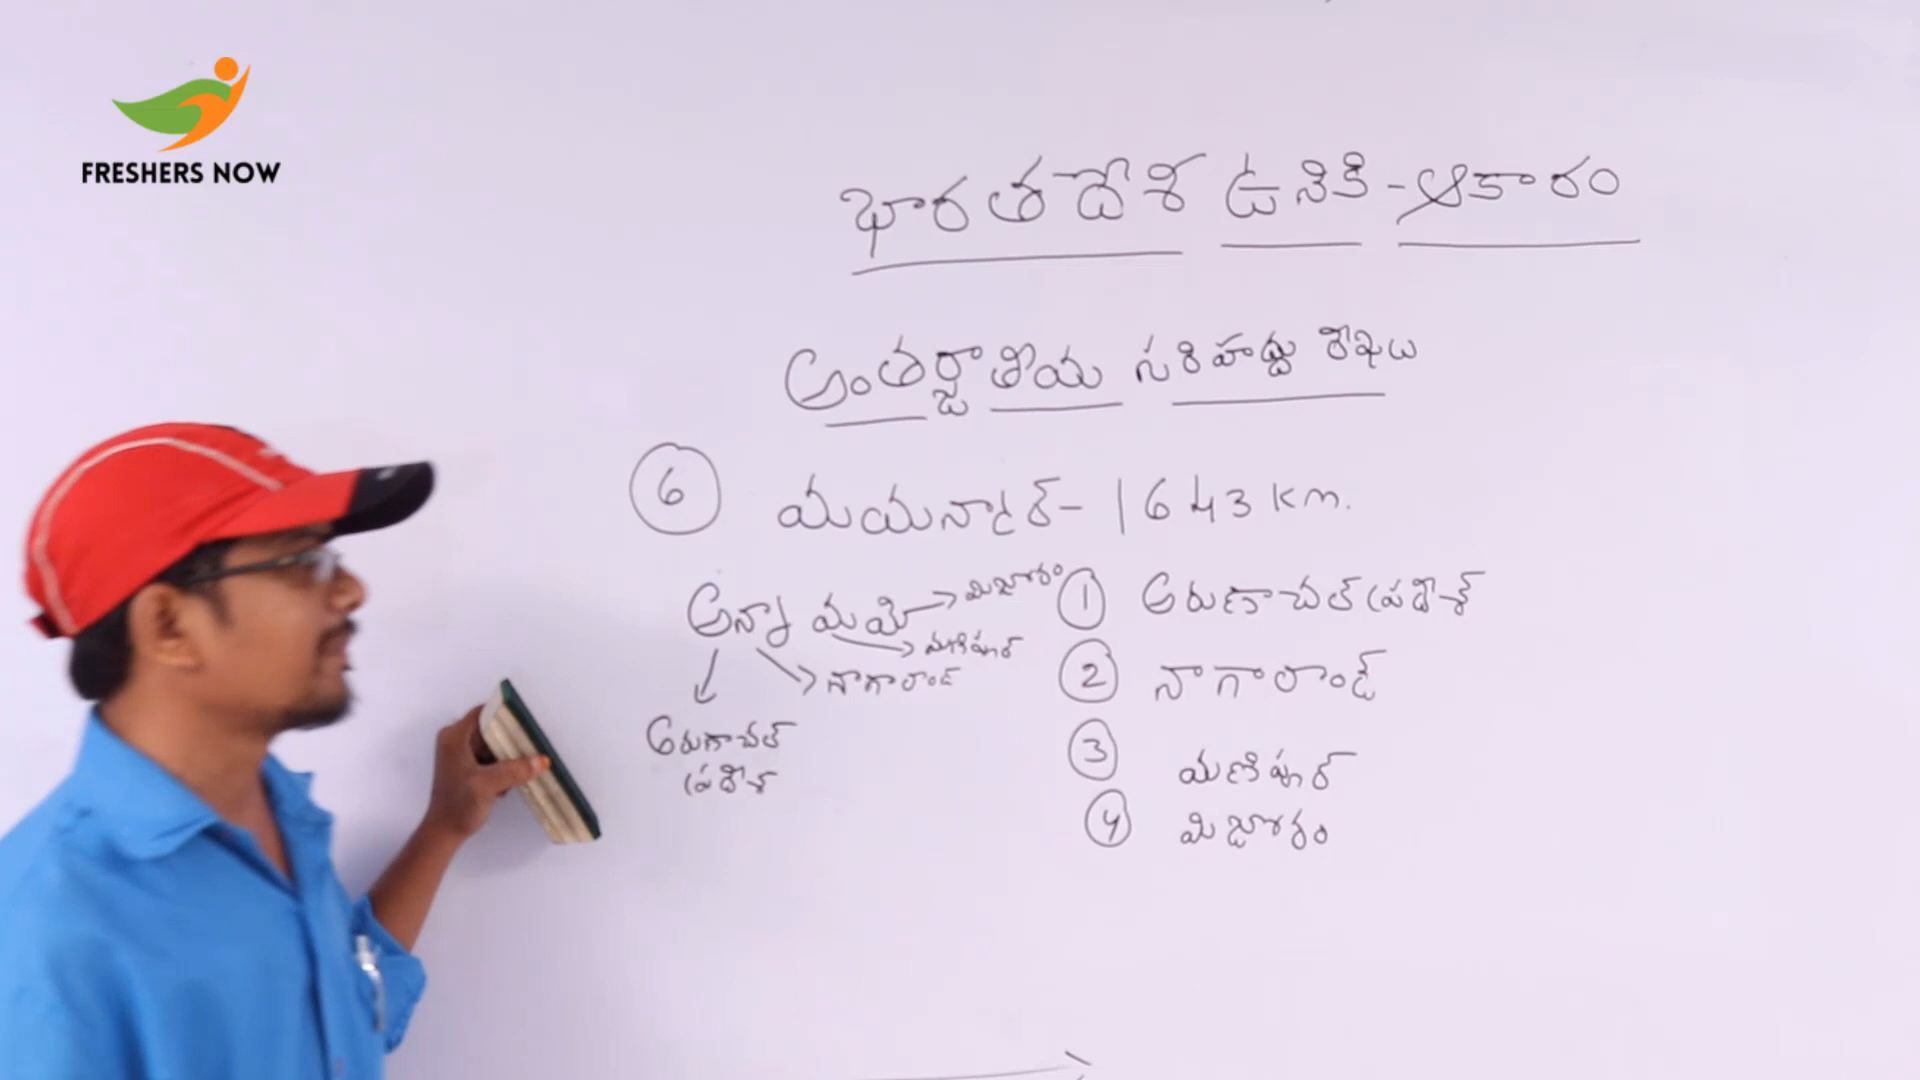 FRESHERS NOW
భారతదేశ ఉనికి - ఆకారం
అంతర్జాతీయ సరిహద్దు రేఖలు
6 మయన్మార్ - 1643 km.
అన్నా మమి → మిజోరం
→ మణిపూర్
→ నాగాలాండ్
అరుణాచల్
ప్రదేశ్
1 అరుణాచల్ ప్రదేశ్
2 నాగాలాండ్
3 మణిపూర్
4 మిజోరం